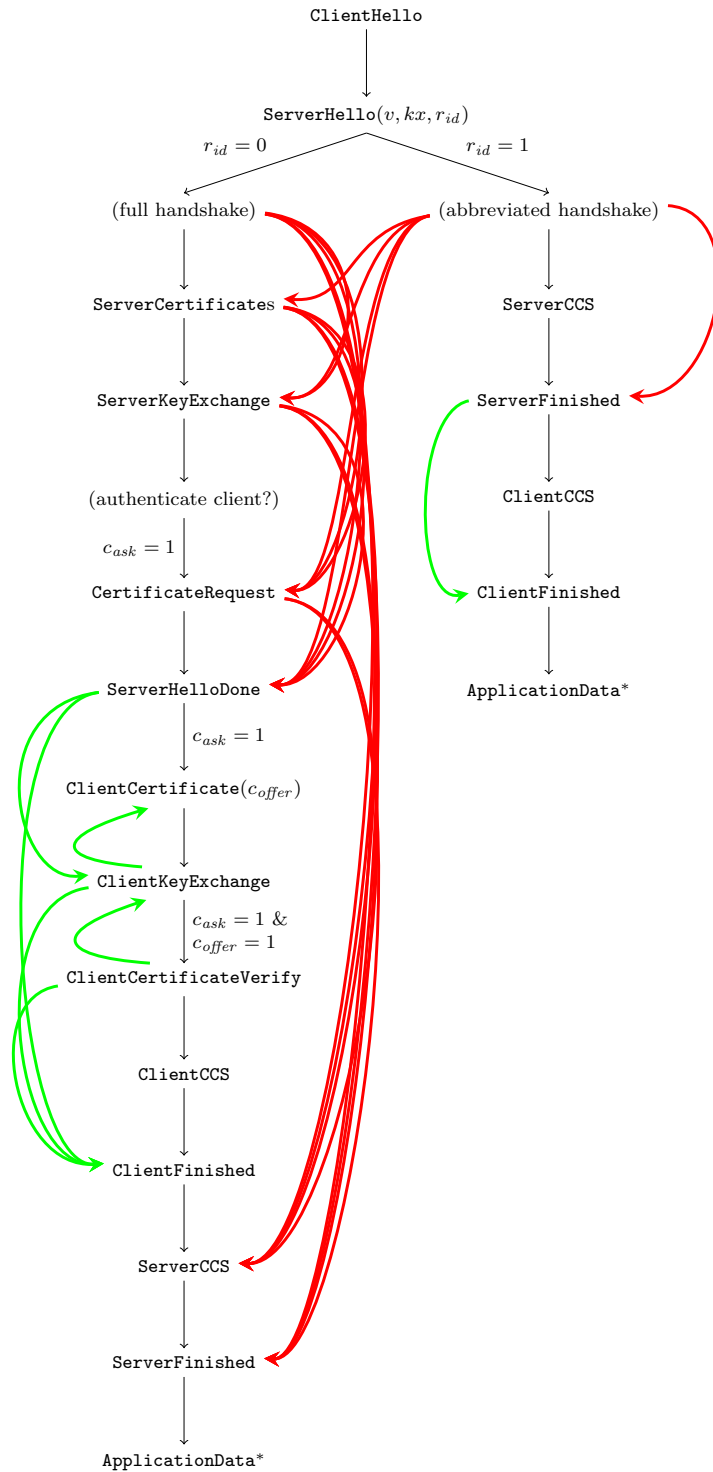 ClientHello
ServerHello(v, kx, r_id)
r_id = 0
r_id = 1
(full handshake)
(abbreviated handshake)
ServerCertificates
ServerCCS
ServerKeyExchange
ServerFinished
(authenticate client?)
ClientCCS
c_ask = 1
CertificateRequest
ClientFinished
ServerHelloDone
ApplicationData*
c_ask = 1
ClientCertificate(c_offer)
ClientKeyExchange
c_ask = 1 &
c_offer = 1
ClientCertificateVerify
ClientCCS
ClientFinished
ServerCCS
ServerFinished
ApplicationData*